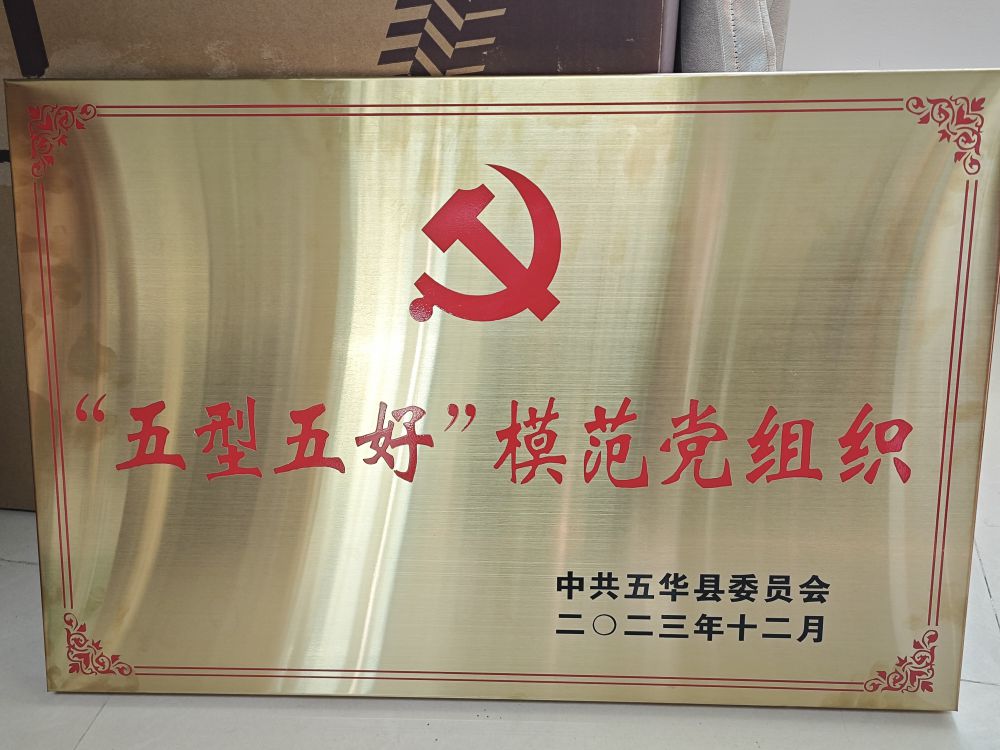 “五型五好”模范党组织
中共五华县委员会
二〇二三年十二月